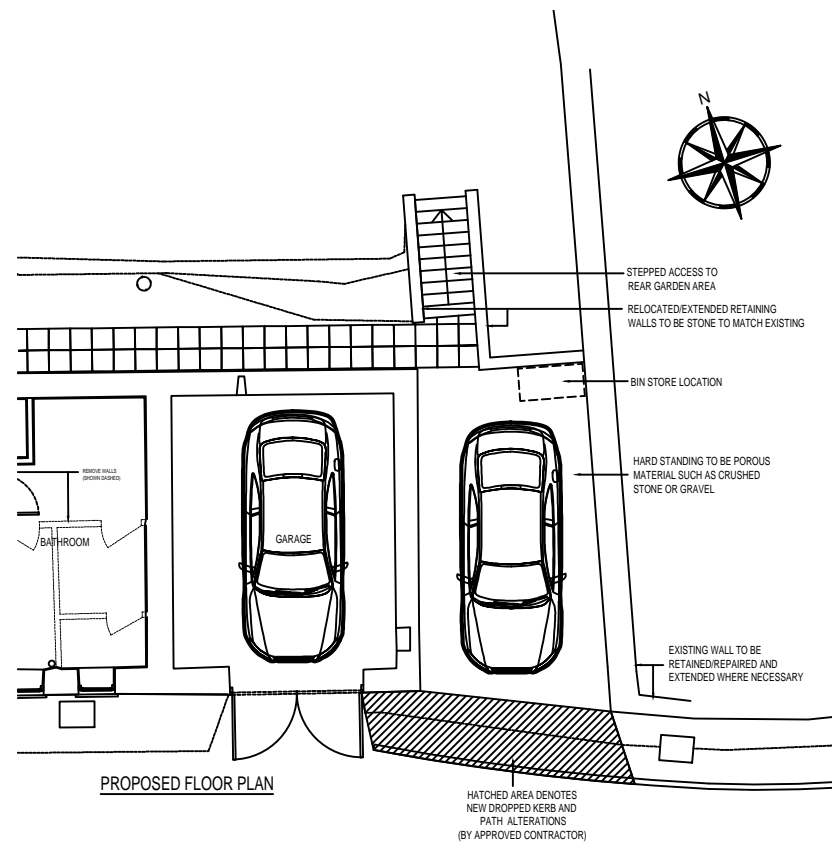 N
STEPPED ACCESS TO
REAR GARDEN AREA
RELOCATED/EXTENDED RETAINING
WALLS TO BE STONE TO MATCH EXISTING
BIN STORE LOCATION
HARD STANDING TO BE POROUS
MATERIAL SUCH AS CRUSHED
STONE OR GRAVEL
REMOVE WALLS
(SHOWN DASHED)
BATHROOM
GARAGE
EXISTING WALL TO BE
RETAINED/REPAIRED AND
EXTENDED WHERE NECESSARY
PROPOSED FLOOR PLAN
HATCHED AREA DENOTES
NEW DROPPED KERB AND
PATH ALTERATIONS
(BY APPROVED CONTRACTOR)